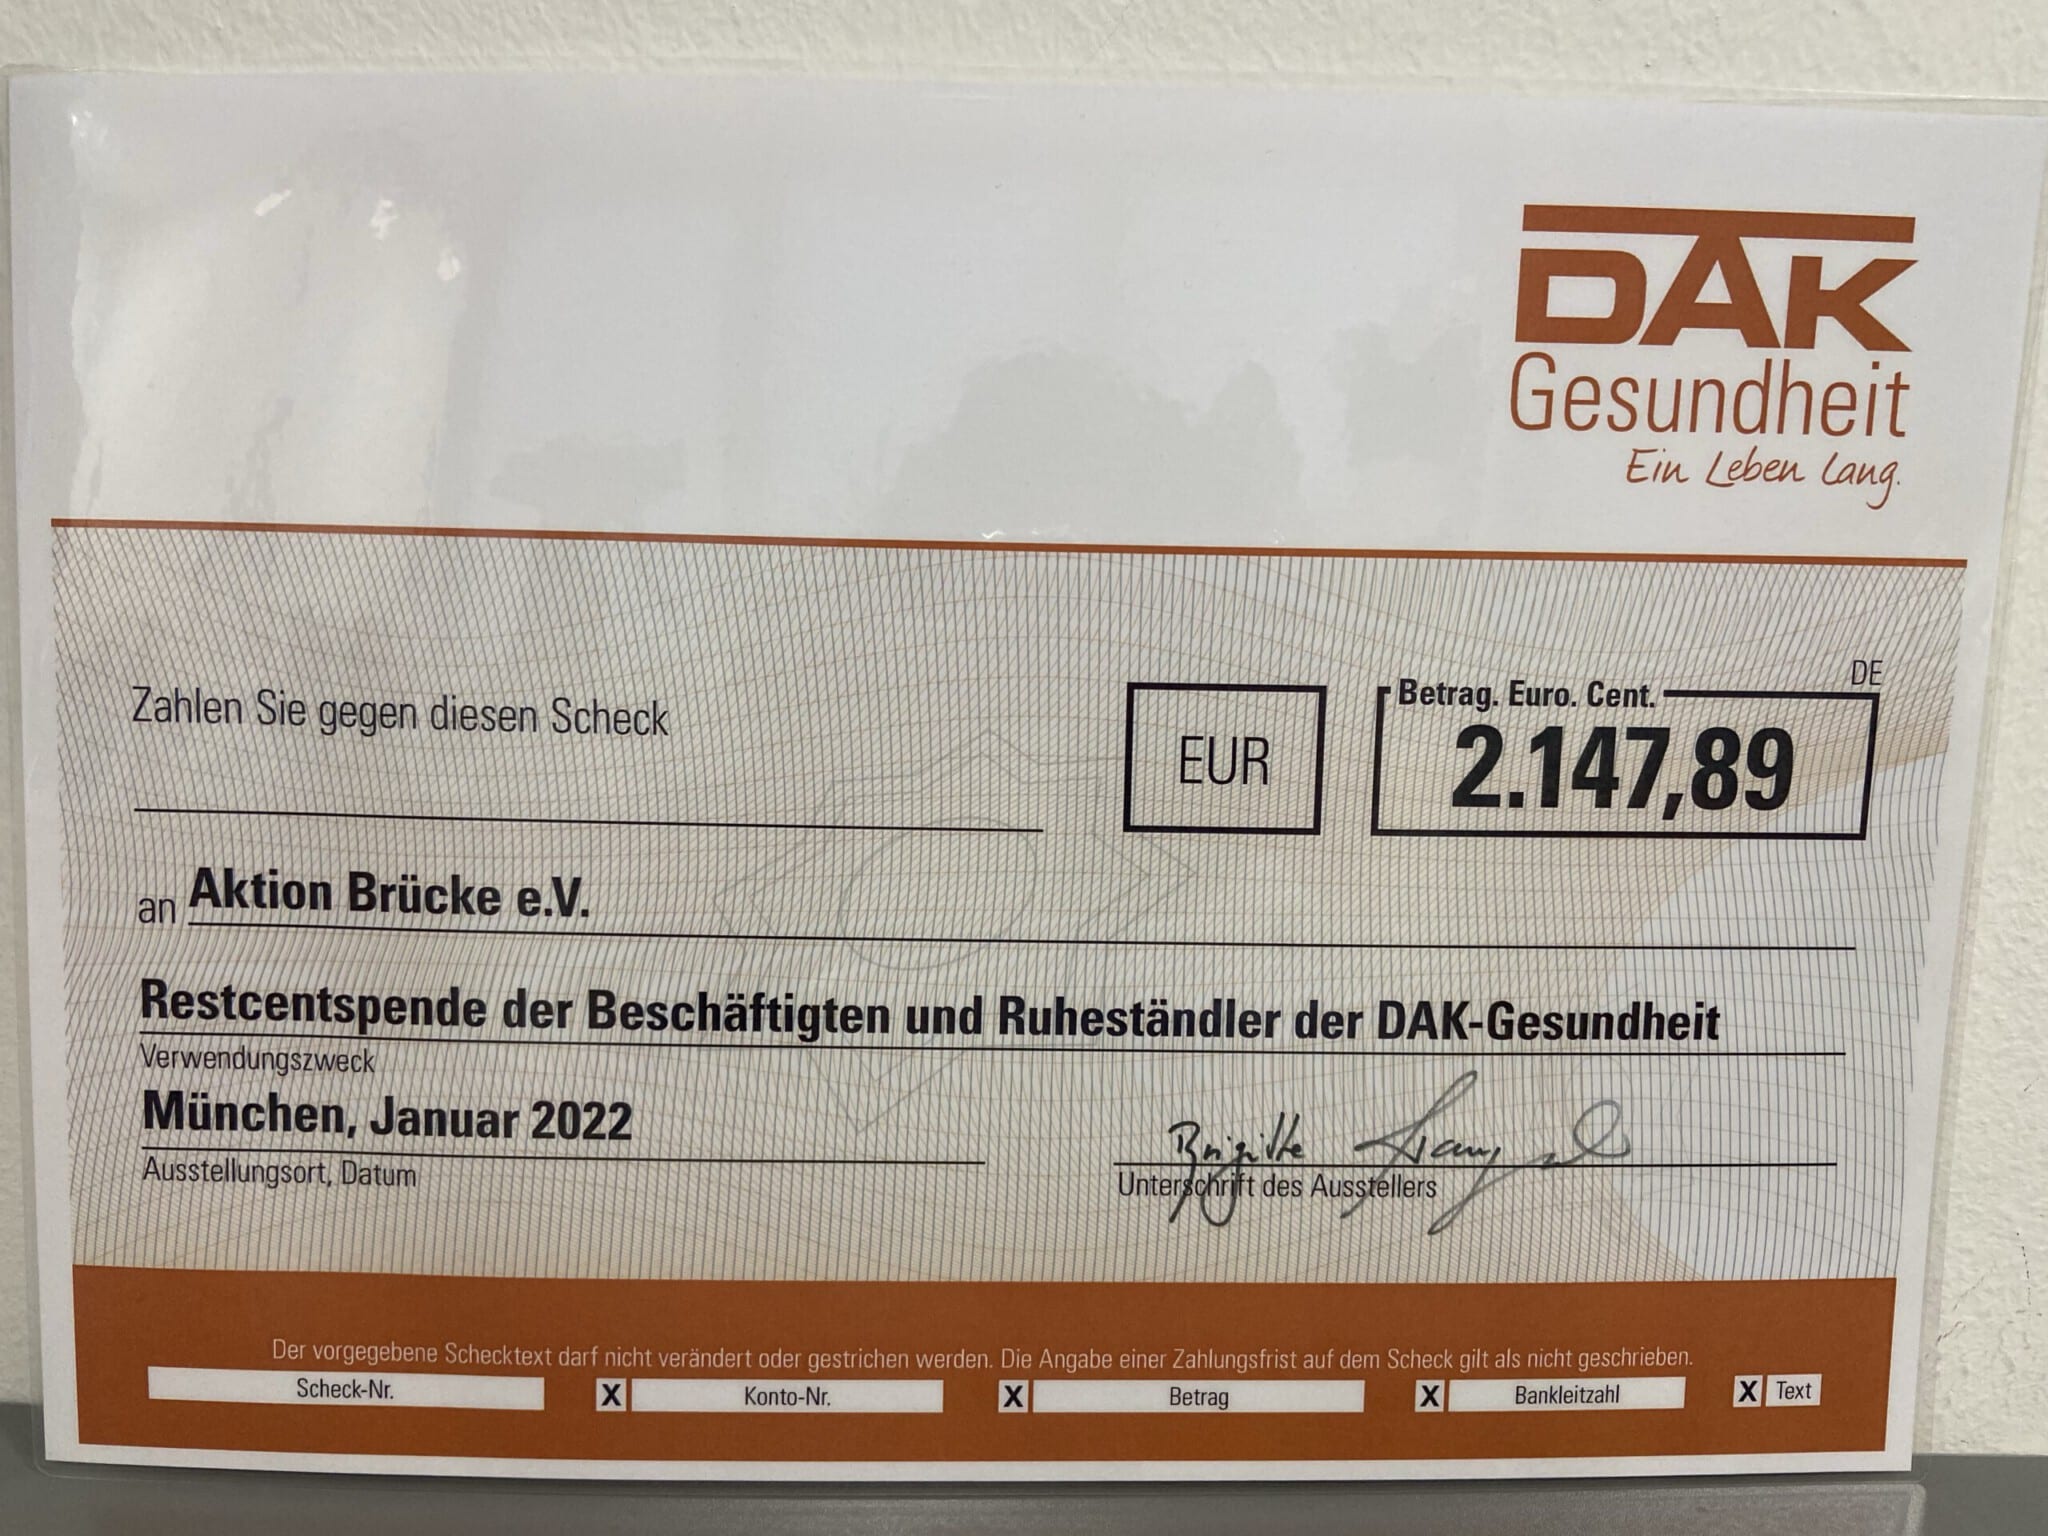 DAK
Gesundheit
Ein Leben lang.
DE
Zahlen Sie gegen diesen Scheck
EUR
Betrag. Euro. Cent.
2.147,89
an Aktion Brücke e.V.
Restcentspende der Beschäftigten und Ruheständler der DAK-Gesundheit
Verwendungszweck
München, Januar 2022
Brigitte
Ausstellungsort, Datum
Unterschrift des Ausstellers
Der vorgegebene Schecktext darf nicht verändert oder gestrichen werden. Die Angabe einer Zahlungsfrist auf dem Scheck gilt als nicht geschrieben.
Scheck-Nr. X Konto-Nr. X Betrag X Bankleitzahl X Text